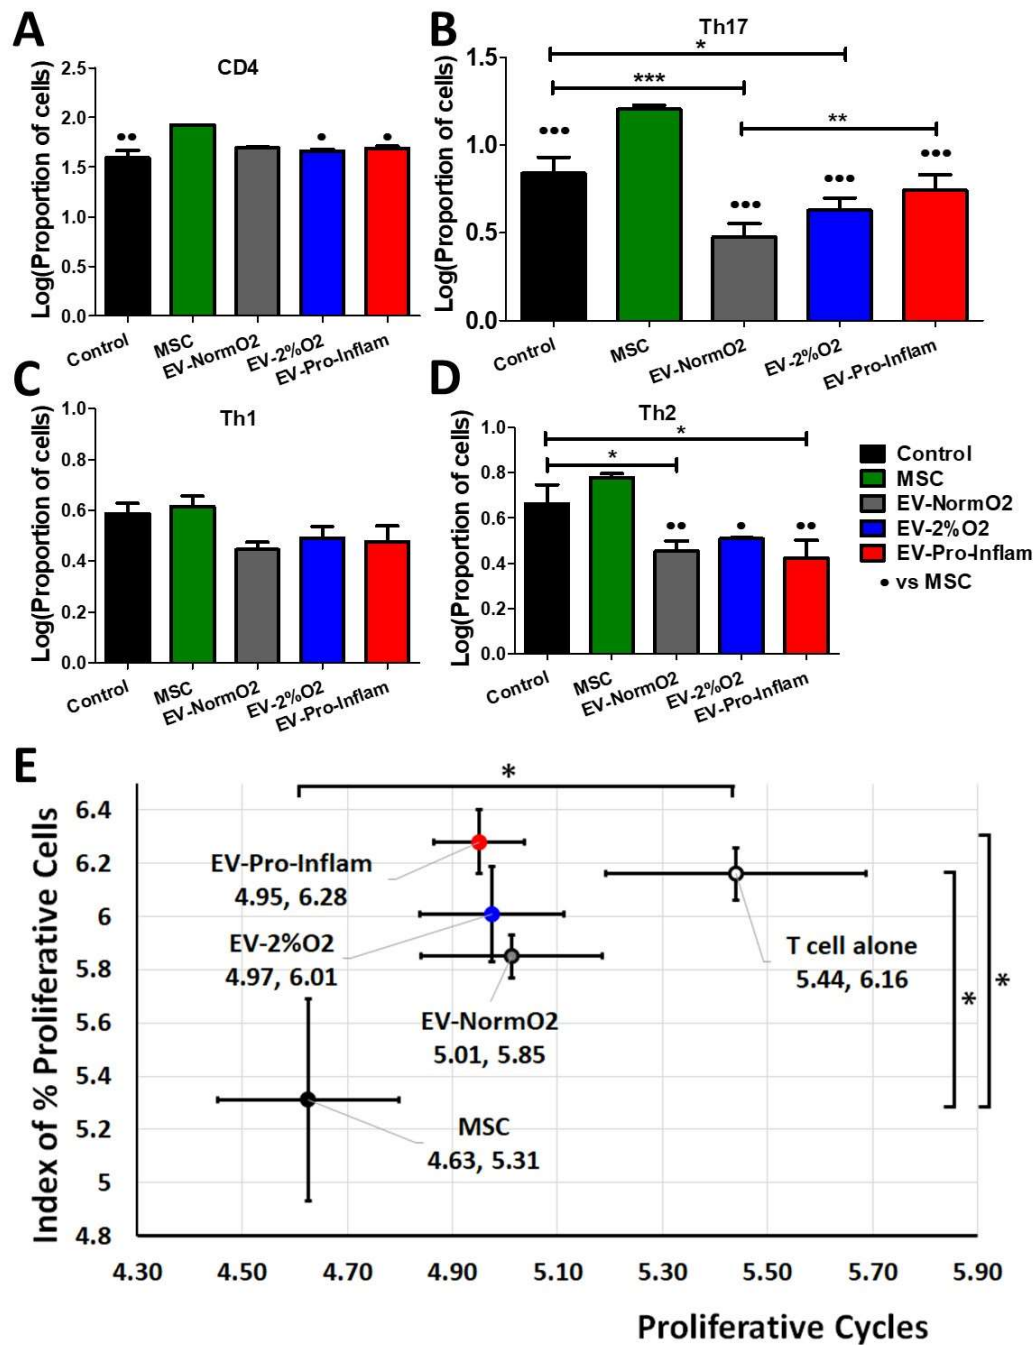 A
CD4
Log(Proportion of cells)
2.5
2.0
1.5
1.0
0.5
0.0
●●
●
●
Control
MSC
EV-NormO2
EV-2%O2
EV-Pro-Inflam
B
Th17
Log(Proportion of cells)
1.5
1.0
0.5
0.0
*
***
**
●●●
●●●
●●●
●●●
Control
MSC
EV-NormO2
EV-2%O2
EV-Pro-Inflam
C
Th1
Log(Proportion of cells)
1.0
0.8
0.6
0.4
0.2
0.0
Control
MSC
EV-NormO2
EV-2%O2
EV-Pro-Inflam
D
Th2
Log(Proportion of cells)
1.0
0.8
0.6
0.4
0.2
0.0
*
*
●●
●
●●
Control
MSC
EV-NormO2
EV-2%O2
EV-Pro-Inflam
Control
MSC
EV-NormO2
EV-2%O2
EV-Pro-Inflam
● vs MSC
E
Index of % Proliferative Cells
6.4
6.2
6
5.8
5.6
5.4
5.2
5
4.8
*
EV-Pro-Inflam
4.95, 6.28
EV-2%O2
4.97, 6.01
EV-NormO2
5.01, 5.85
T cell alone
5.44, 6.16
MSC
4.63, 5.31
*
*
4.30
4.50
4.70
4.90
5.10
5.30
5.50
5.70
5.90
Proliferative Cycles